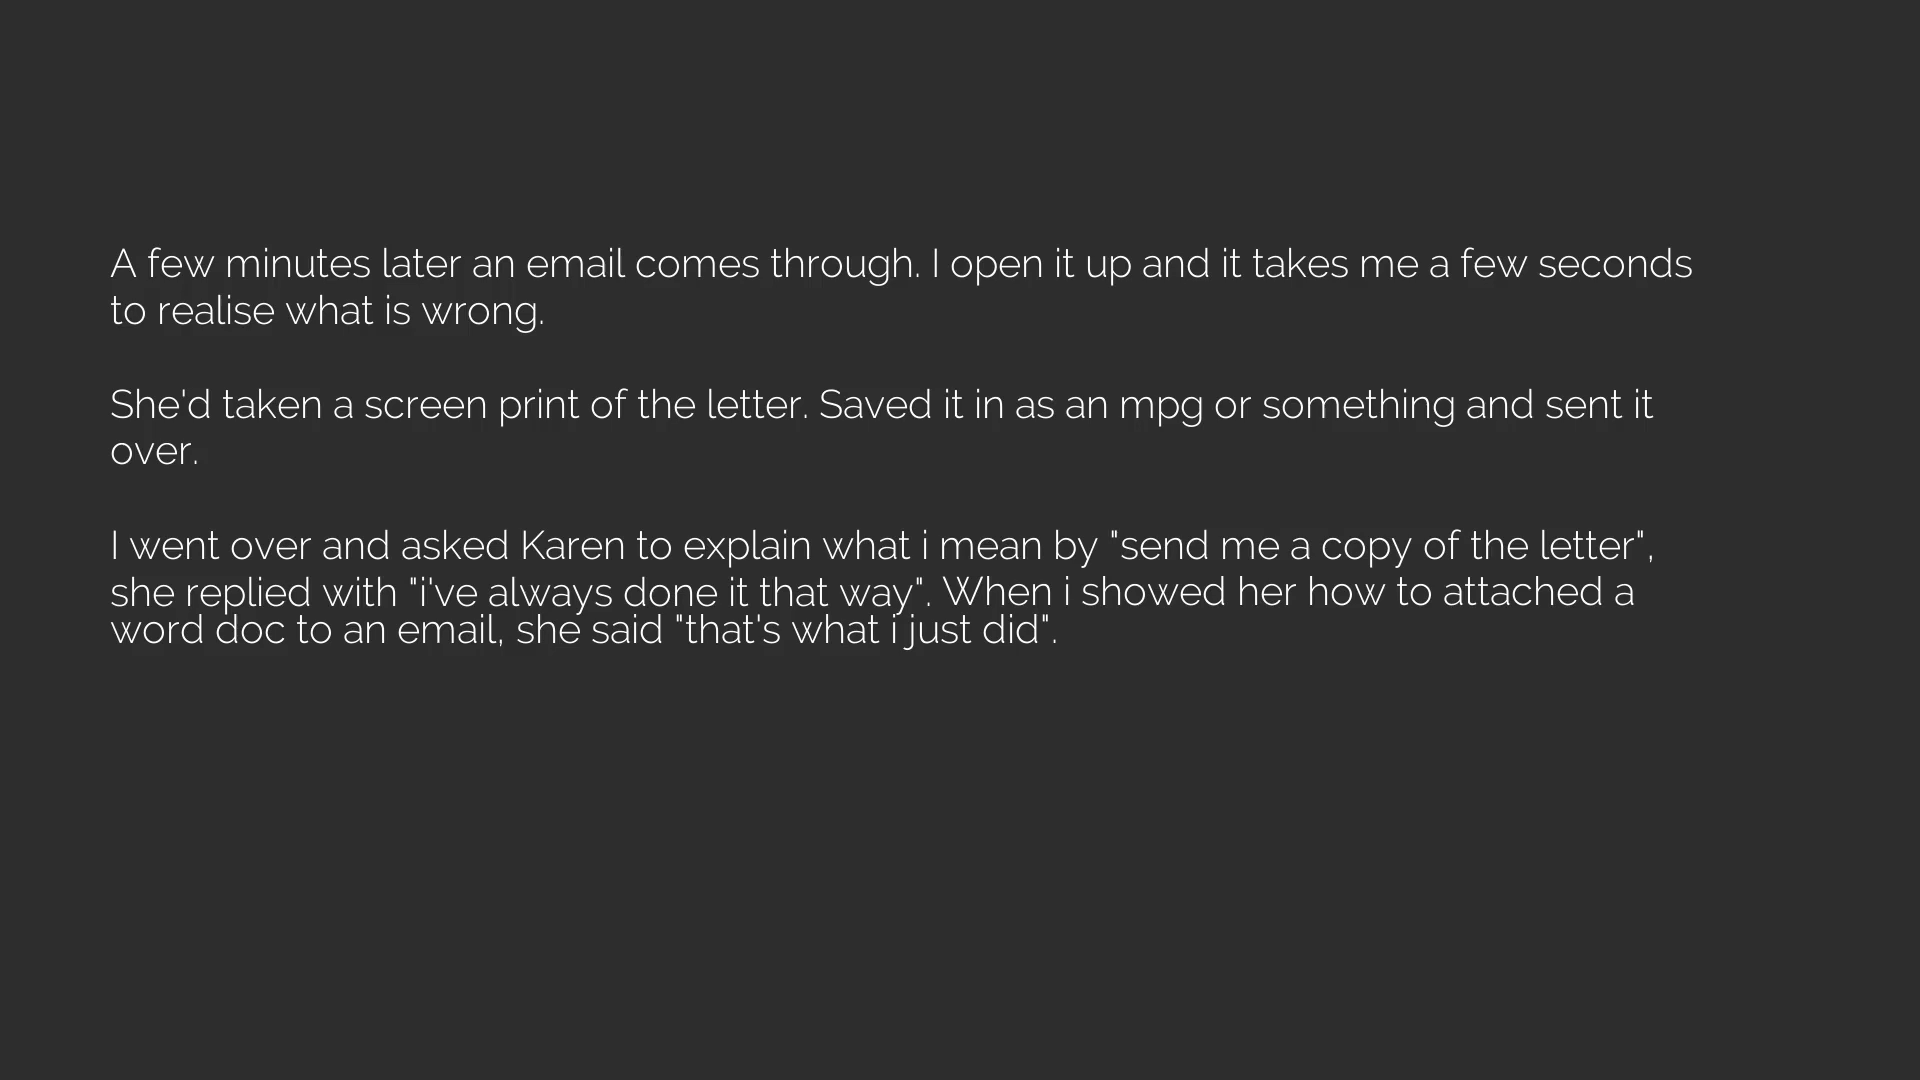 A few minutes later an email comes through. I open it up and it takes me a few seconds
to realise what is wrong.
She'd taken a screen print of the letter. Saved it in as an mpg or something and sent it
over.
I went over and asked Karen to explain what i mean by "send me a copy of the letter",
she replied with "i've always done it that way". When i showed her how to attached a
word doc to an email, she said "that's what i just did".